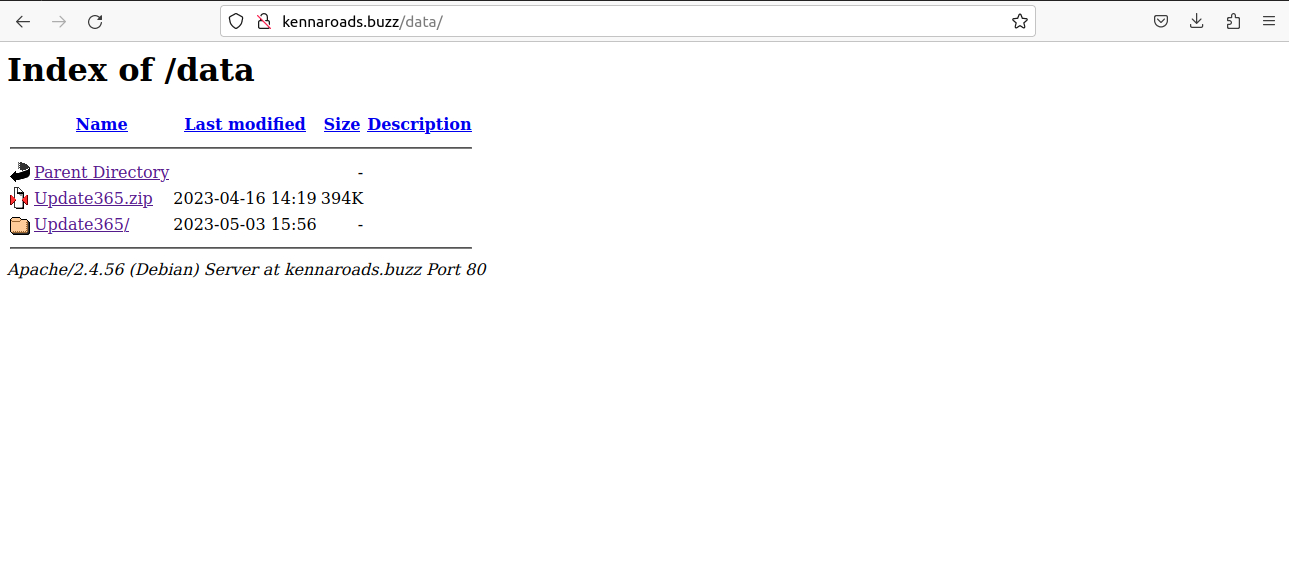 kennaroads.buzz/data/
Index of /data
Name Last modified Size Description
Parent Directory -
Update365.zip 2023-04-16 14:19 394K
Update365/ 2023-05-03 15:56 -
Apache/2.4.56 (Debian) Server at kennaroads.buzz Port 80